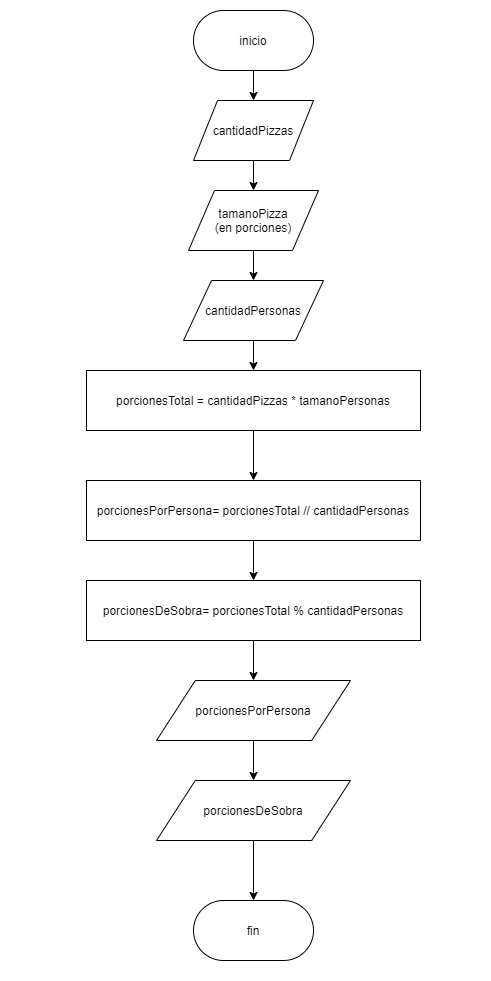 inicio
cantidadPizzas
tamanoPizza
(en porciones)
cantidadPersonas
porcionesTotal = cantidadPizzas * tamanoPersonas
porcionesPorPersona= porcionesTotal // cantidadPersonas
porcionesDeSobra= porcionesTotal % cantidadPersonas
porcionesPorPersona
porcionesDeSobra
fin